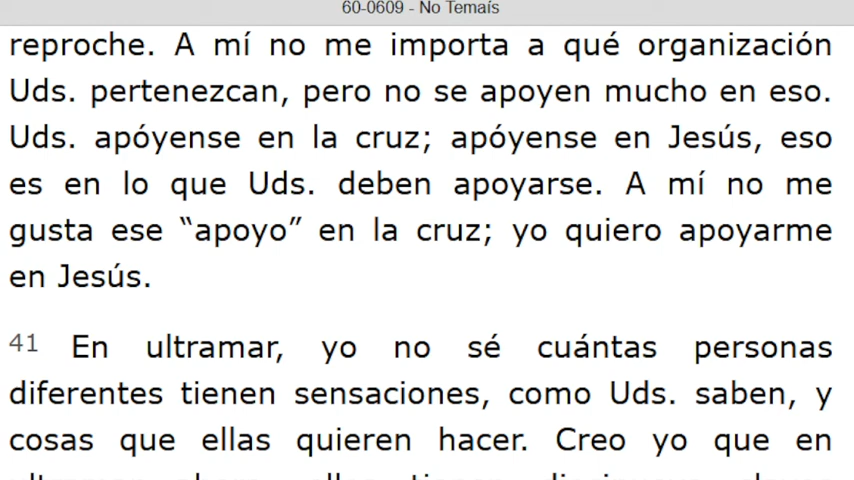 60-0609 - No Temaís
reproche. A mí no me importa a qué organización
Uds. pertenezcan, pero no se apoyen mucho en eso.
Uds. apóyense en la cruz; apóyense en Jesús, eso
es en lo que Uds. deben apoyarse. A mí no me
gusta ese “apoyo” en la cruz; yo quiero apoyarme
en Jesús.
41 En ultramar, yo no sé cuántas personas
diferentes tienen sensaciones, como Uds. saben, y
cosas que ellas quieren hacer. Creo yo que en